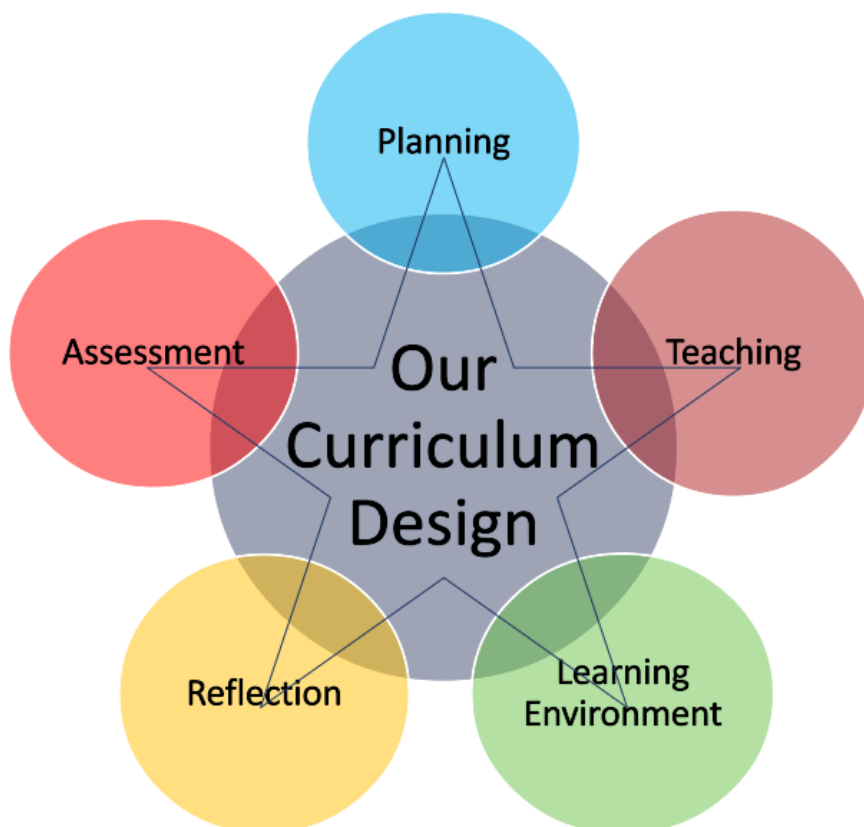 Planning
Assessment
Teaching
Our
Curriculum
Design
Reflection
Learning
Environment